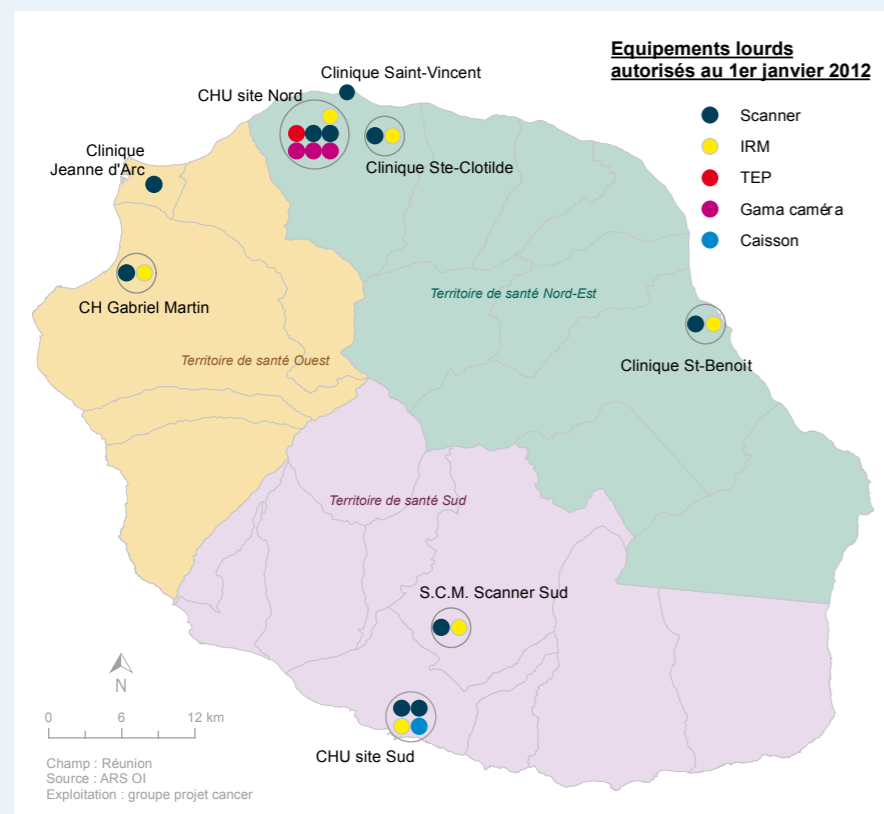 Equipements lourds
autorisés au 1er janvier 2012
Scanner
IRM
TEP
Gama caméra
Caisson
Clinique Saint-Vincent
CHU site Nord
Clinique Ste-Clotilde
Clinique
Jeanne d'Arc
CH Gabriel Martin
Territoire de santé Nord-Est
Clinique St-Benoit
Territoire de santé Ouest
Territoire de santé Sud
S.C.M. Scanner Sud
CHU site Sud
N
0 6 12 km
Champ : Réunion
Source : ARS OI
Exploitation : groupe projet cancer